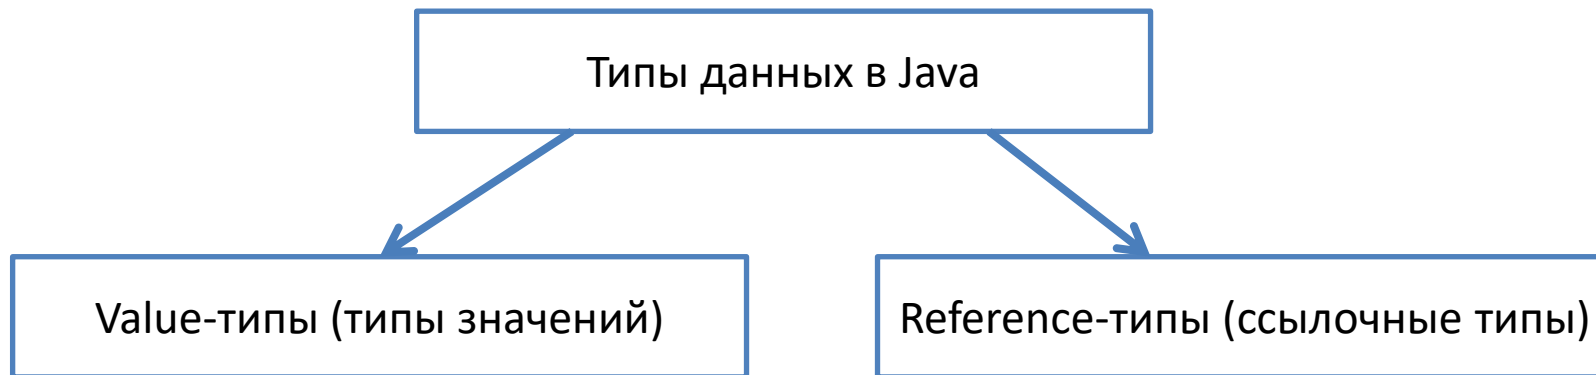 Типы данных в Java
Value-типы (типы значений)
Reference-типы (ссылочные типы)